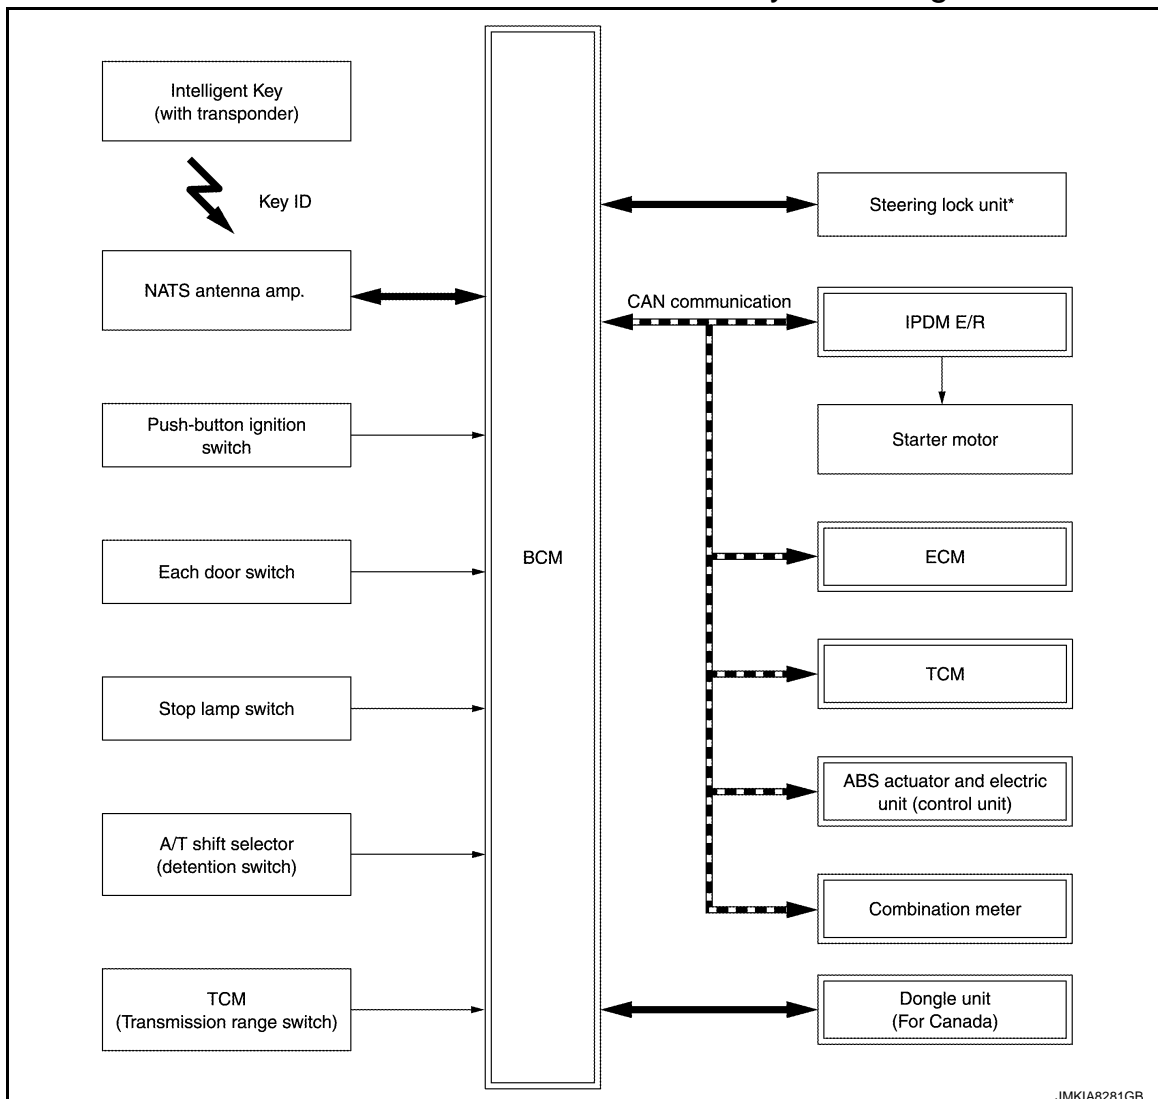 Intelligent Key
(with transponder)
Key ID
NATS antenna amp.
Push-button ignition
switch
Each door switch
Stop lamp switch
A/T shift selector
(detention switch)
TCM
(Transmission range switch)
BCM
Steering lock unit*
CAN communication
IPDM E/R
Starter motor
ECM
TCM
ABS actuator and electric
unit (control unit)
Combination meter
Dongle unit
(For Canada)
JMKIA8281GB